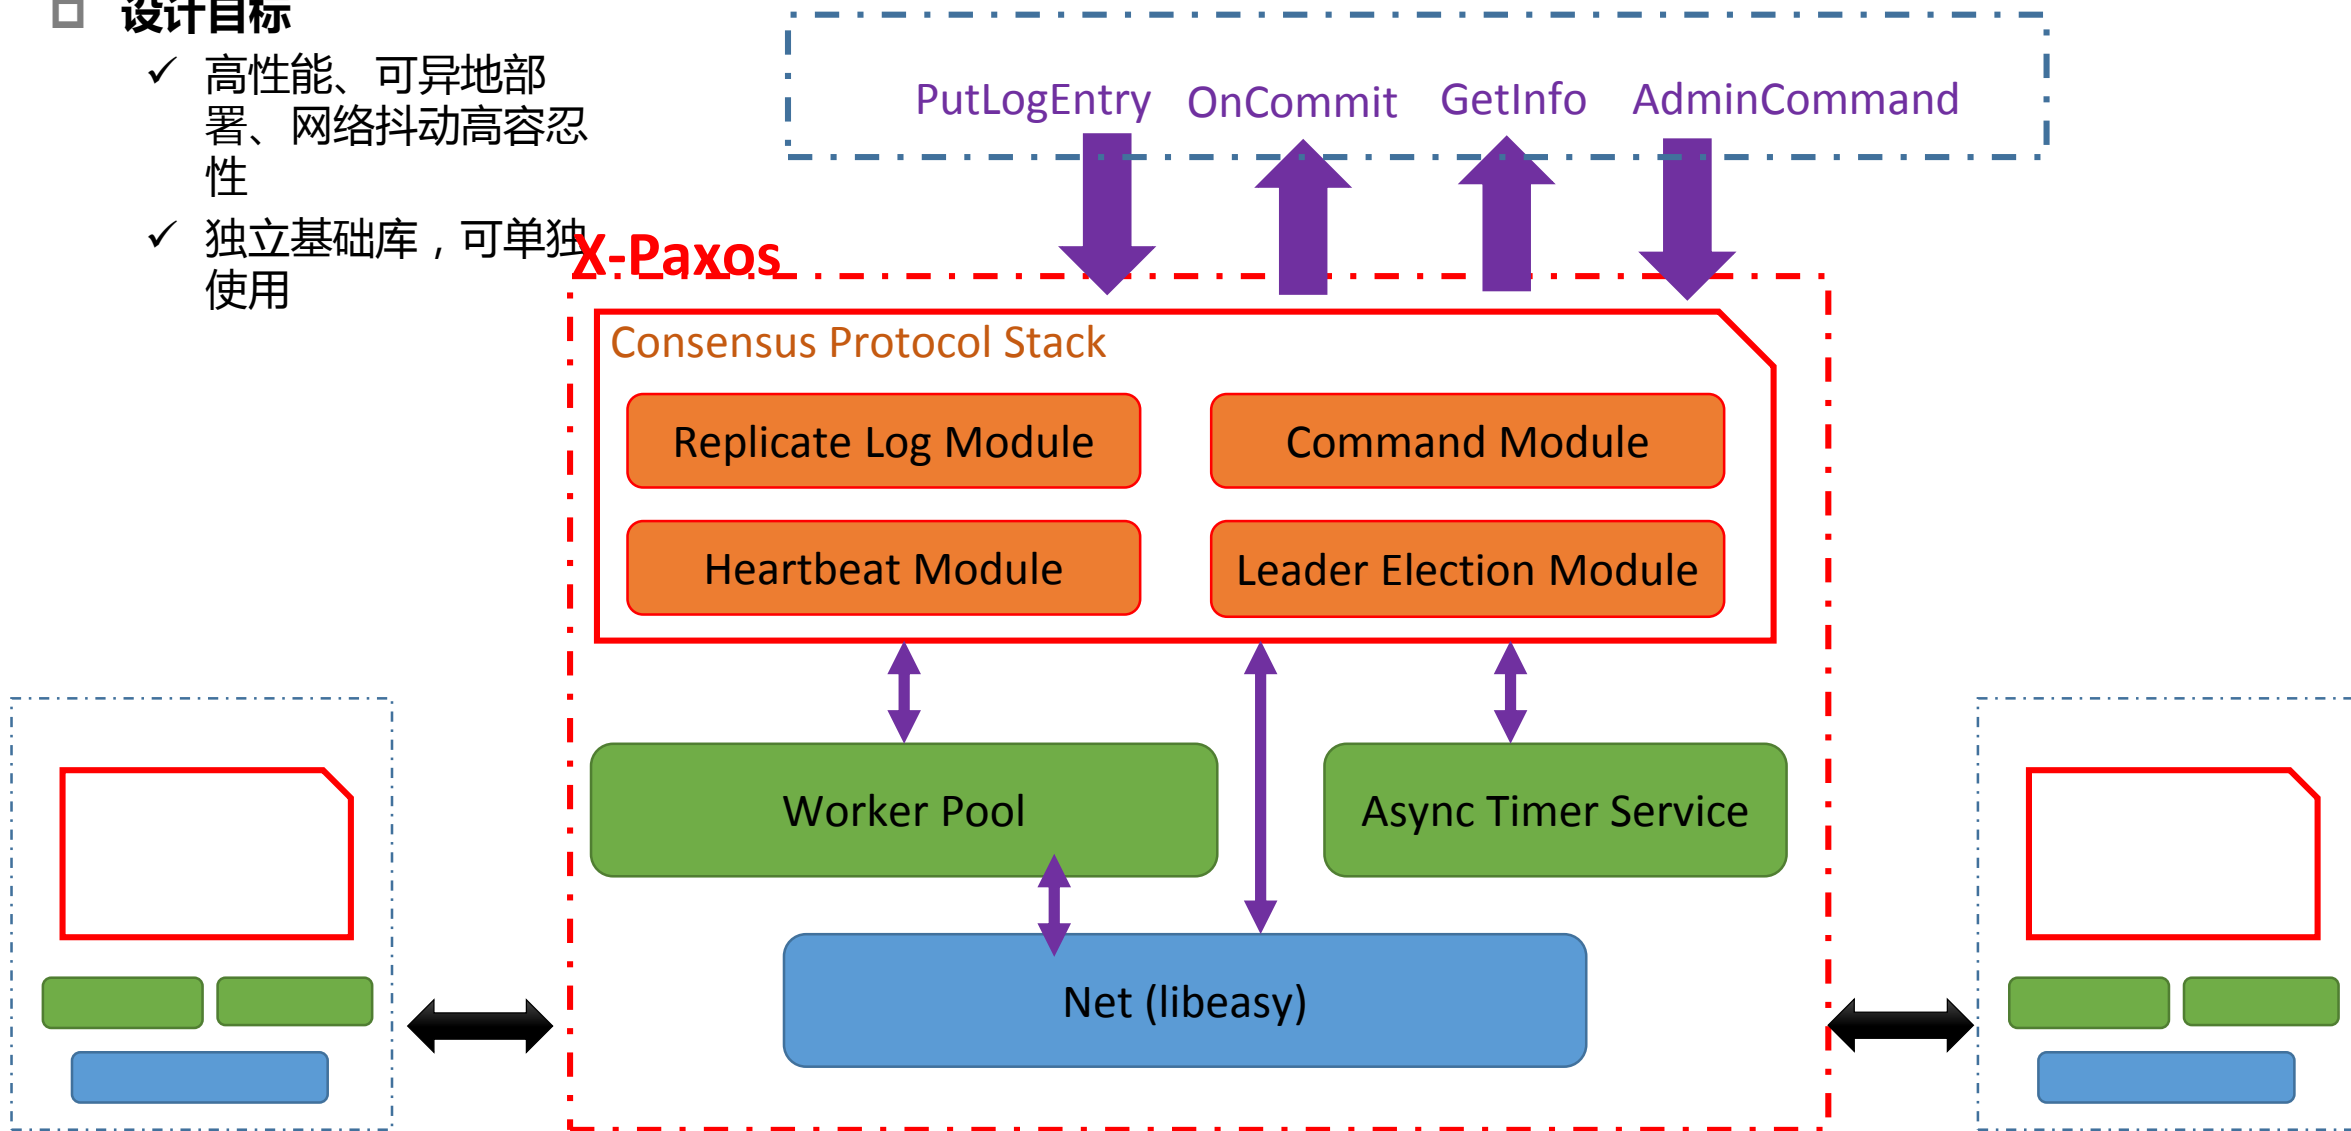 设计目标
高性能、可异地部
署、网络抖动高容忍
性
独立基础库，可单独
使用
PutLogEntry OnCommit GetInfo AdminCommand
X-Paxos
Consensus Protocol Stack
Replicate Log Module
Command Module
Heartbeat Module
Leader Election Module
Worker Pool
Async Timer Service
Net (libeasy)